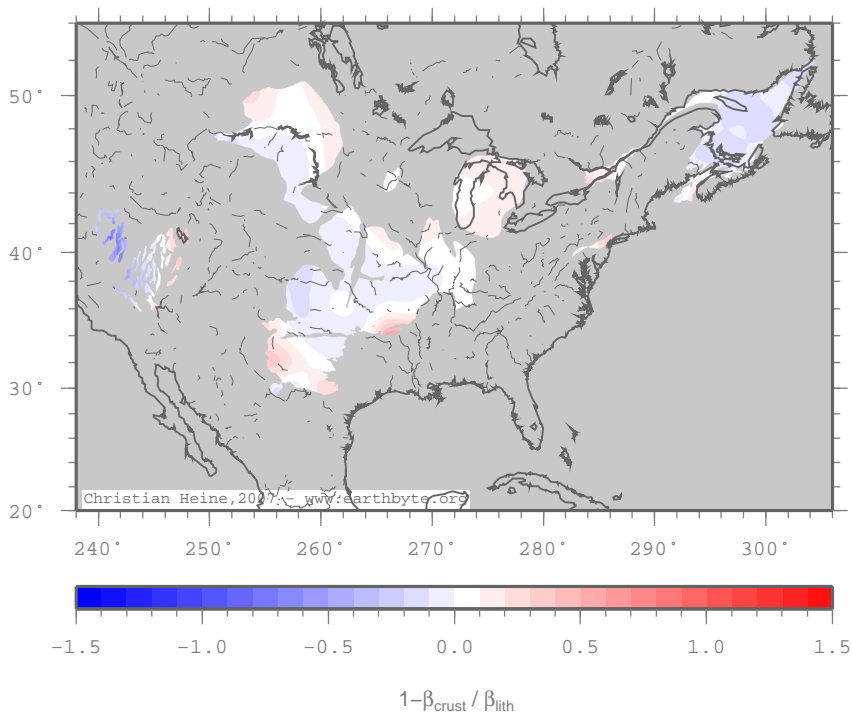 50°
40°
30°
20°
Christian Heine,2007 – www.earthbyte.org
240° 250° 260° 270° 280° 290° 300°
−1.5 −1.0 −0.5 0.0 0.5 1.0 1.5
1−βcrust / βlith